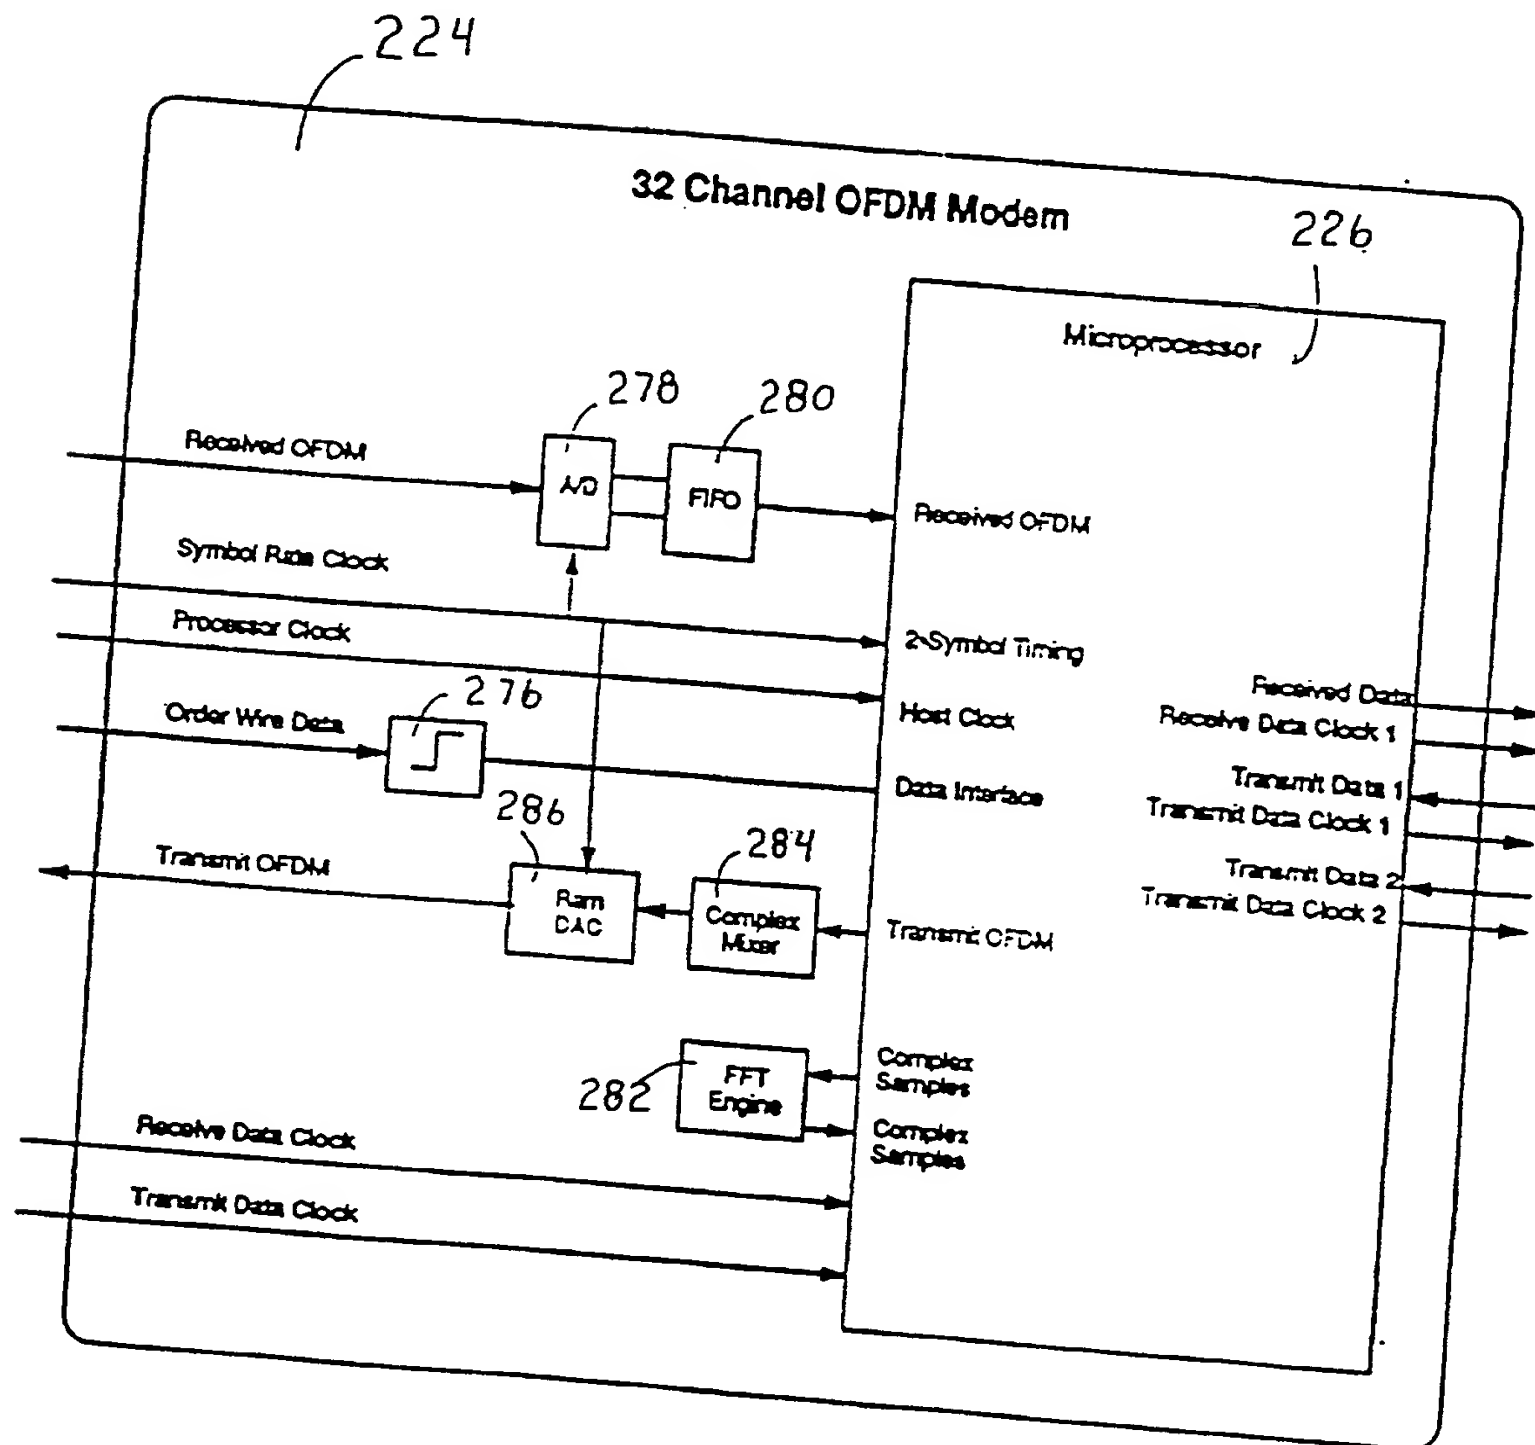 224
32 Channel OFDM Modem
226
Microprocessor
278
280
Received OFDM
A/D
FIFO
Received OFDM
Symbol Rate Clock
2-Symbol Timing
Processor Clock
Host Clock
276
Order Wire Data
Data Interface
Received Data
Receive Data Clock 1
Transmit Data 1
Transmit Data Clock 1
Transmit Data 2
Transmit Data Clock 2
286
284
Transmit OFDM
Ram
DAC
Complex
Mixer
Transmit OFDM
282
FFT
Engine
Complex
Samples
Complex
Samples
Receive Data Clock
Transmit Data Clock